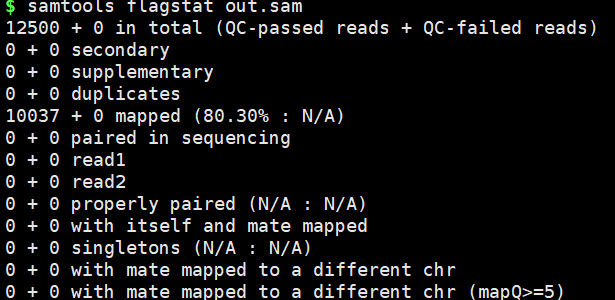 $ samtools flagstat out.sam
12500 + 0 in total (QC-passed reads + QC-failed reads)
0 + 0 secondary
0 + 0 supplementary
0 + 0 duplicates
10037 + 0 mapped (80.30% : N/A)
0 + 0 paired in sequencing
0 + 0 read1
0 + 0 read2
0 + 0 properly paired (N/A : N/A)
0 + 0 with itself and mate mapped
0 + 0 singletons (N/A : N/A)
0 + 0 with mate mapped to a different chr
0 + 0 with mate mapped to a different chr (mapQ>=5)